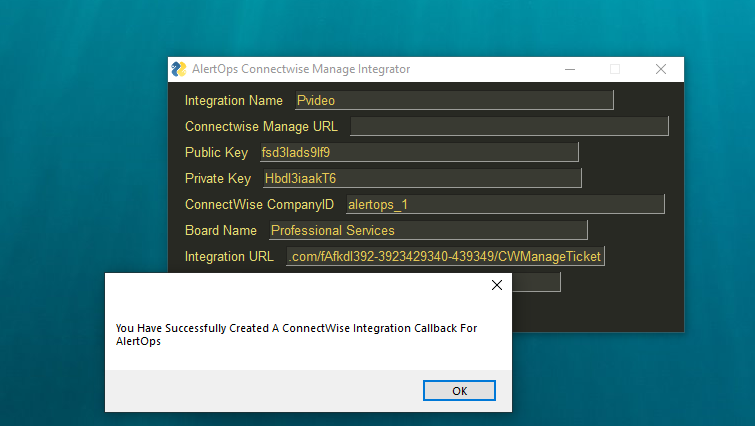 AlertOps Connectwise Manage Integrator
Integration Name Pvideo
Connectwise Manage URL
Public Key fsd3lads9lf9
Private Key Hbdl3iaakT6
ConnectWise CompanyID alertops_1
Board Name Professional Services
Integration URL .com/fAfkdl392-3923429340-439349/CWManageTicket
You Have Successfully Created A ConnectWise Integration Callback For
AlertOps
OK